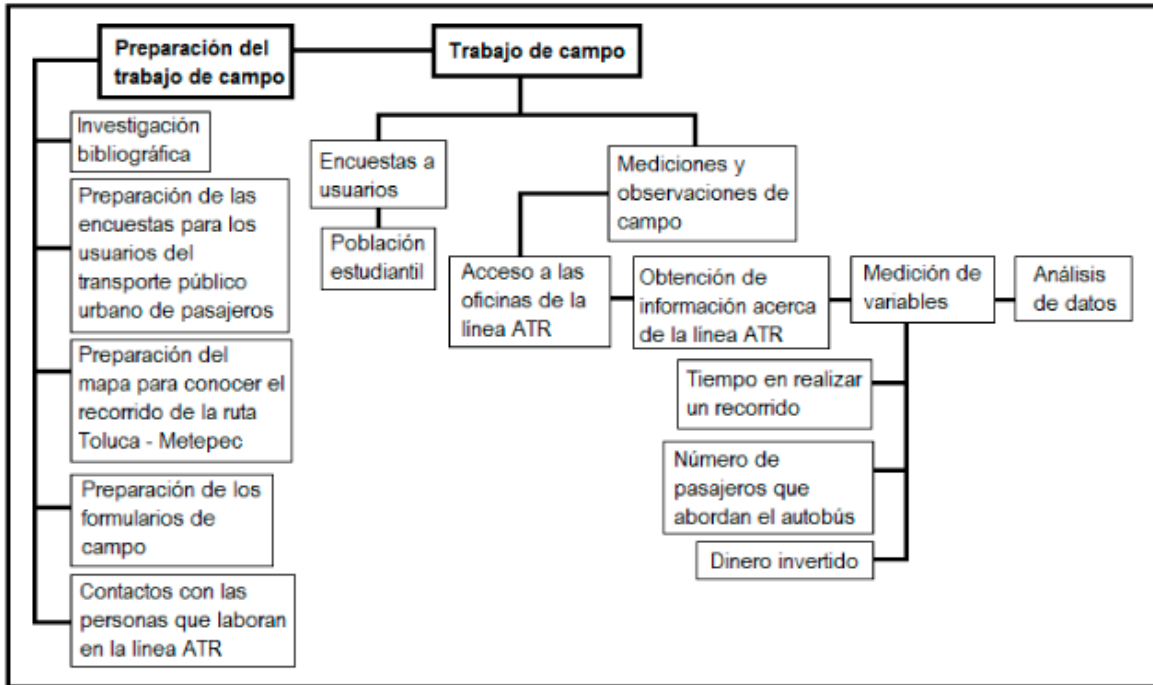 Preparación del
trabajo de campo
Trabajo de campo
Investigación
bibliográfica
Preparación de las
encuestas para los
usuarios del
transporte público
urbano de pasajeros
Preparación del
mapa para conocer el
recorrido de la ruta
Toluca - Metepec
Preparación de los
formularios de
campo
Contactos con las
personas que laboran
en la linea ATR
Encuestas a
usuarios
Población
estudiantil
Mediciones y
observaciones de
campo
Acceso a las
oficinas de la
línea ATR
Obtención de
información acerca
de la linea ATR
Medición de
variables
Análisis
de datos
Tiempo en realizar
un recorrido
Número de
pasajeros que
abordan el autobús
Dinero invertido